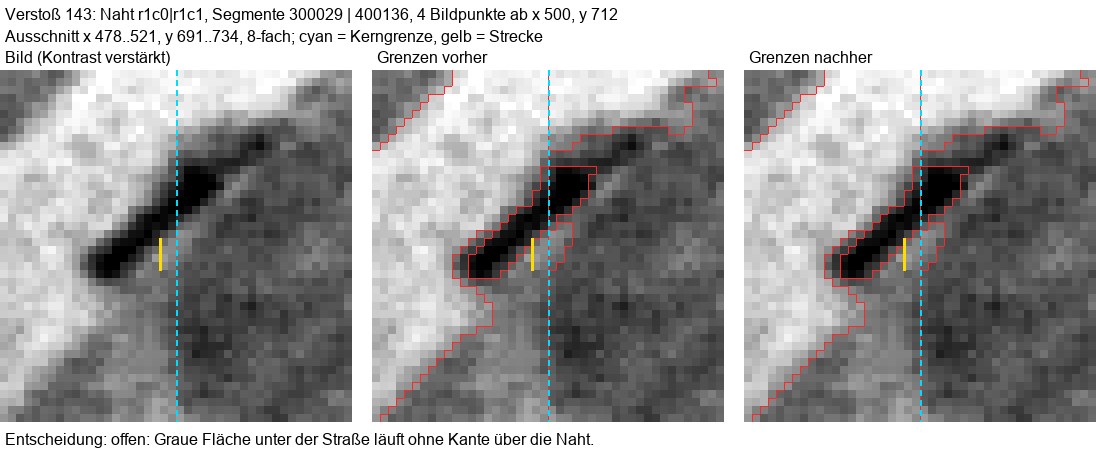 Verstoß 143: Naht r1c0|r1c1, Segmente 300029 | 400136, 4 Bildpunkte ab x 500, y 712
Ausschnitt x 478..521, y 691..734, 8-fach; cyan = Kerngrenze, gelb = Strecke
Bild (Kontrast verstärkt) Grenzen vorher Grenzen nachher
Entscheidung: offen: Graue Fläche unter der Straße läuft ohne Kante über die Naht.